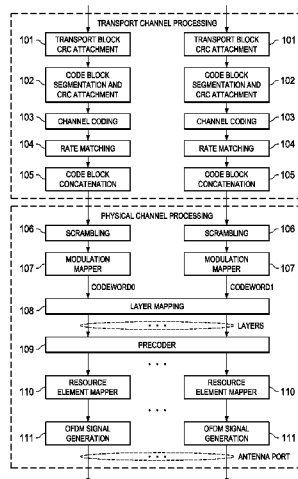 TRANSPORT CHANNEL PROCESSING
101 TRANSPORT BLOCK CRC ATTACHMENT TRANSPORT BLOCK CRC ATTACHMENT 101
102 CODE BLOCK SEGMENTATION AND CRC ATTACHMENT CODE BLOCK SEGMENTATION AND CRC ATTACHMENT 102
103 CHANNEL CODING CHANNEL CODING 103
104 RATE MATCHING RATE MATCHING 104
105 CODE BLOCK CONCATENATION CODE BLOCK CONCATENATION 105
PHYSICAL CHANNEL PROCESSING
106 SCRAMBLING SCRAMBLING 106
107 MODULATION MAPPER MODULATION MAPPER 107
CODEWORD0 CODEWORD1
108 LAYER MAPPING
• • • LAYERS
109 PRECODER
• • •
110 RESOURCE ELEMENT MAPPER RESOURCE ELEMENT MAPPER 110
• • •
111 OFDM SIGNAL GENERATION OFDM SIGNAL GENERATION 111
• • • ANTENNA PORT